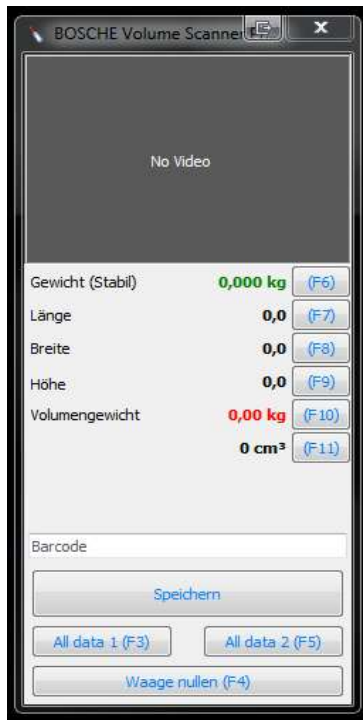 BOSCHE Volume Scanner
No Video
Gewicht (Stabil) 0,000 kg (F6)
Länge 0,0 (F7)
Breite 0,0 (F8)
Höhe 0,0 (F9)
Volumengewicht 0,00 kg (F10)
0 cm³ (F11)
Barcode
Speichern
All data 1 (F3) All data 2 (F5)
Waage nullen (F4)